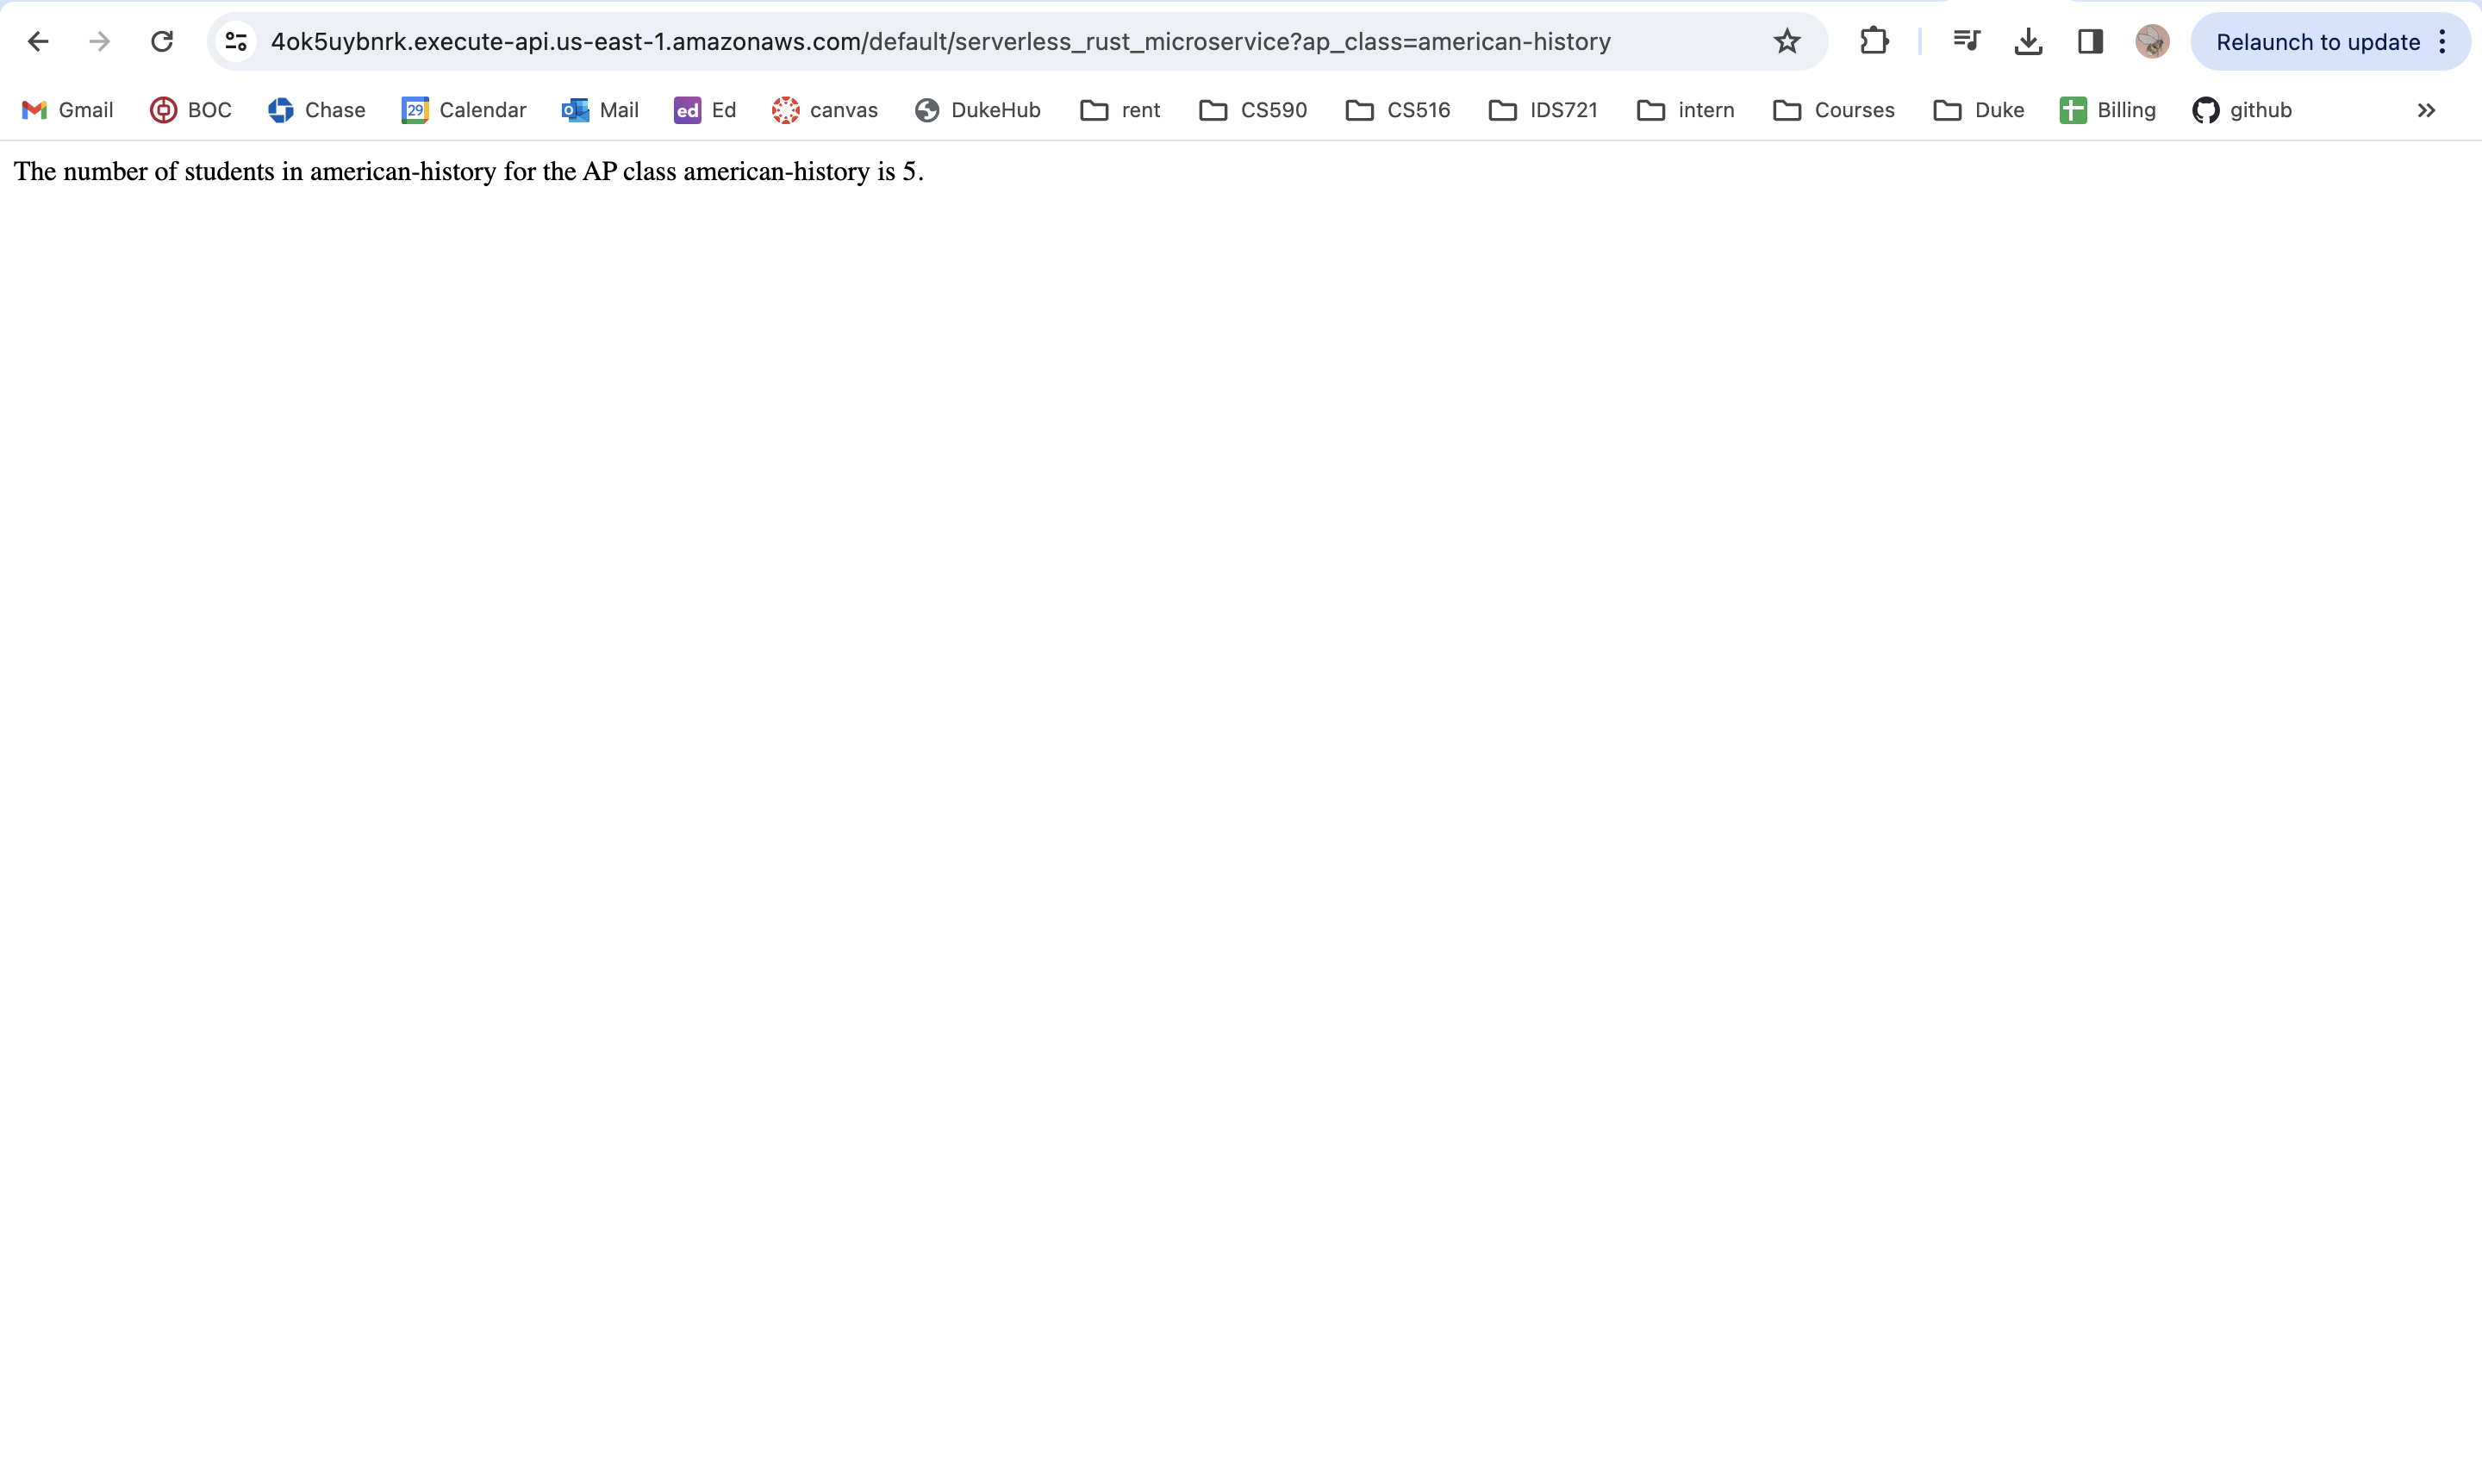 4ok5uybnrk.execute-api.us-east-1.amazonaws.com/default/serverless_rust_microservice?ap_class=american-history Relaunch to update
Gmail BOC Chase 29 Calendar Mail ed Ed canvas DukeHub rent CS590 CS516 IDS721 intern Courses Duke Billing github
The number of students in american-history for the AP class american-history is 5.